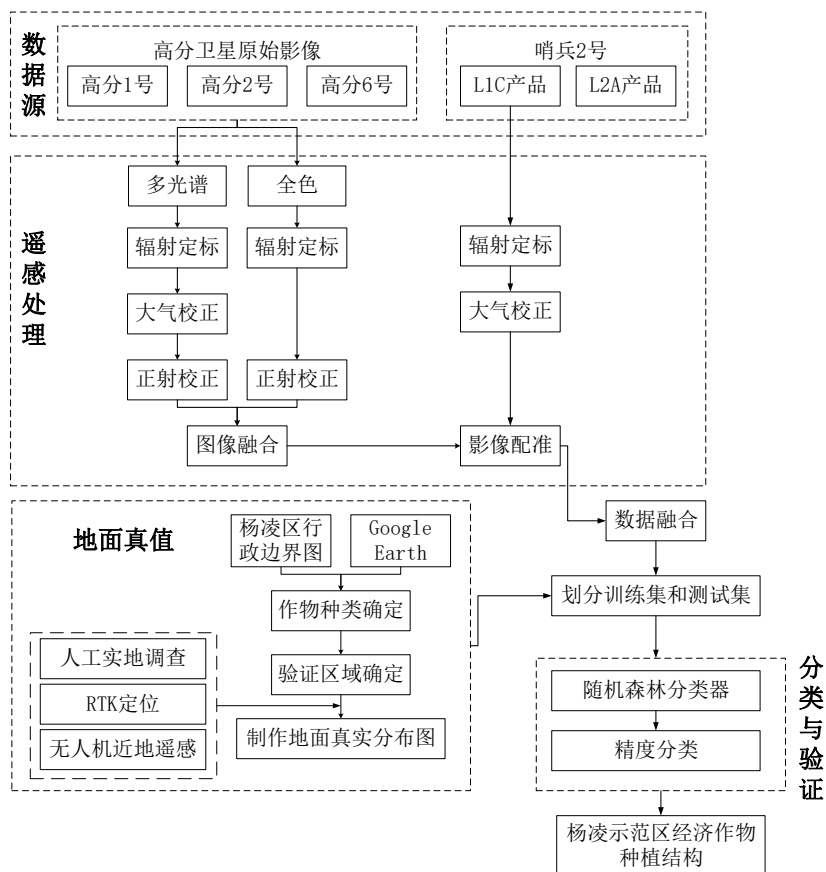 数据源
高分卫星原始影像
高分1号
高分2号
高分6号
哨兵2号
L1C产品
L2A产品
遥感处理
多光谱
全色
辐射定标
辐射定标
辐射定标
大气校正
大气校正
正射校正
正射校正
图像融合
影像配准
数据融合
地面真值
杨凌区行
政边界图
Google
Earth
作物种类确定
划分训练集和测试集
人工实地调查
RTK定位
无人机近地遥感
验证区域确定
制作地面真实分布图
分类与验证
随机森林分类器
精度分类
杨凌示范区经济作物
种植结构